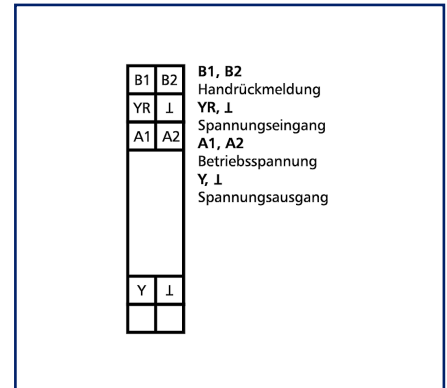 B1 B2
YR ⊥
A1 A2
Y ⊥
B1, B2
Handrückmeldung
YR, ⊥
Spannungseingang
A1, A2
Betriebsspannung
Y, ⊥
Spannungsausgang